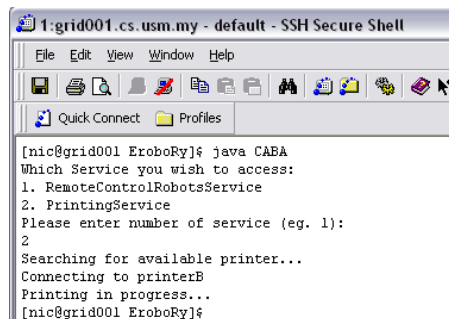 1:grid001.cs.usm.my - default - SSH Secure Shell
File Edit View Window Help
Quick Connect Profiles
[nic@grid001 EroboRy]$ java CABA
Which Service you wish to access:
1. RemoteControlRobotsService
2. PrintingService
Please enter number of service (eg. 1):
2
Searching for available printer...
Connecting to printerB
Printing in progress...
[nic@grid001 EroboRy]$